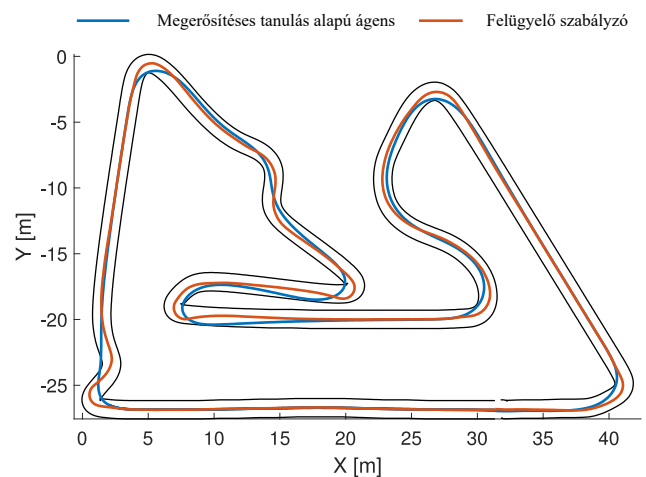 Megerősítéses tanulás alapú ágens
Felügyelő szabályzó
0
-5
-10
-15
-20
-25
Y [m]
0 5 10 15 20 25 30 35 40
X [m]